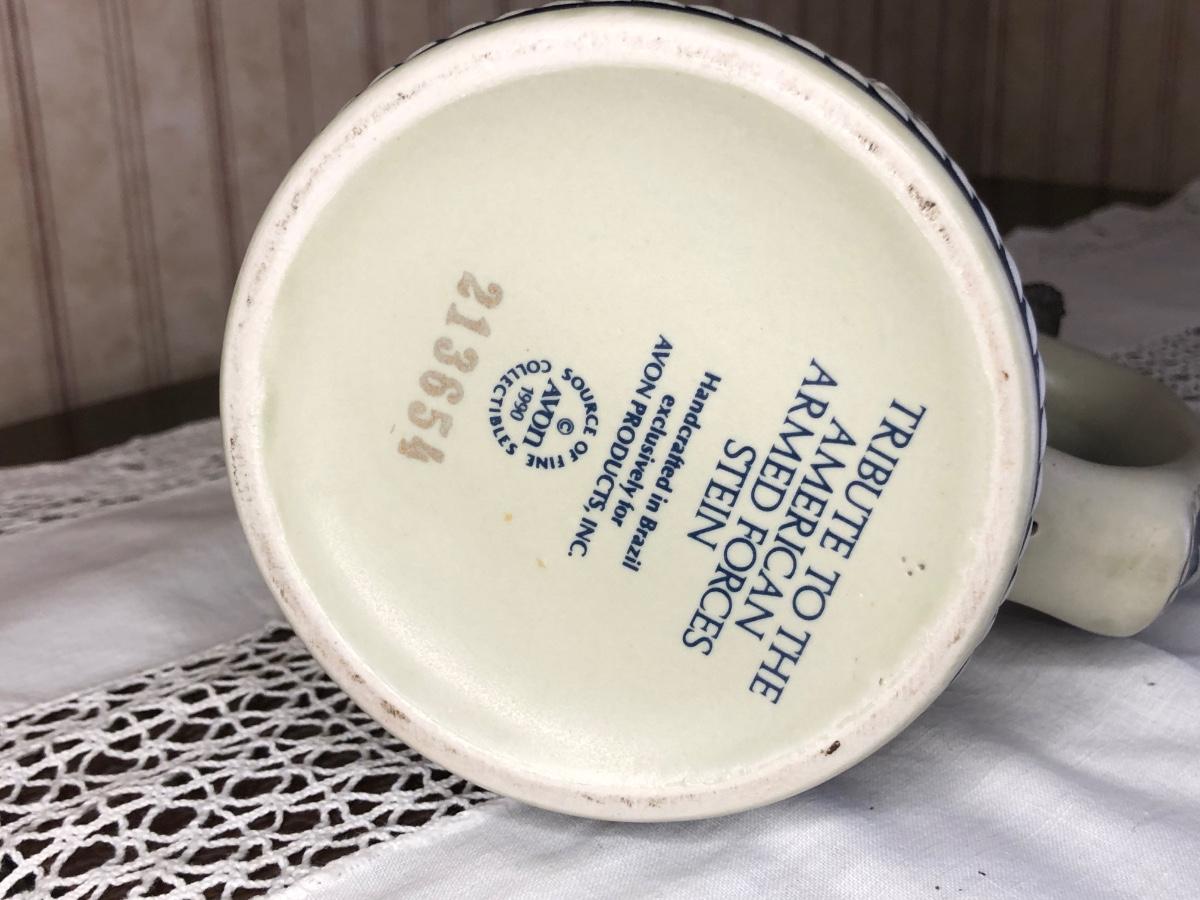 TRIBUTE TO THE
AMERICAN
ARMED FORCES
STEIN
Handcrafted in Brazil
exclusively for
AVON PRODUCTS, INC.
SOURCE OF FINE COLLECTIBLES
©
AVON
1990
213654